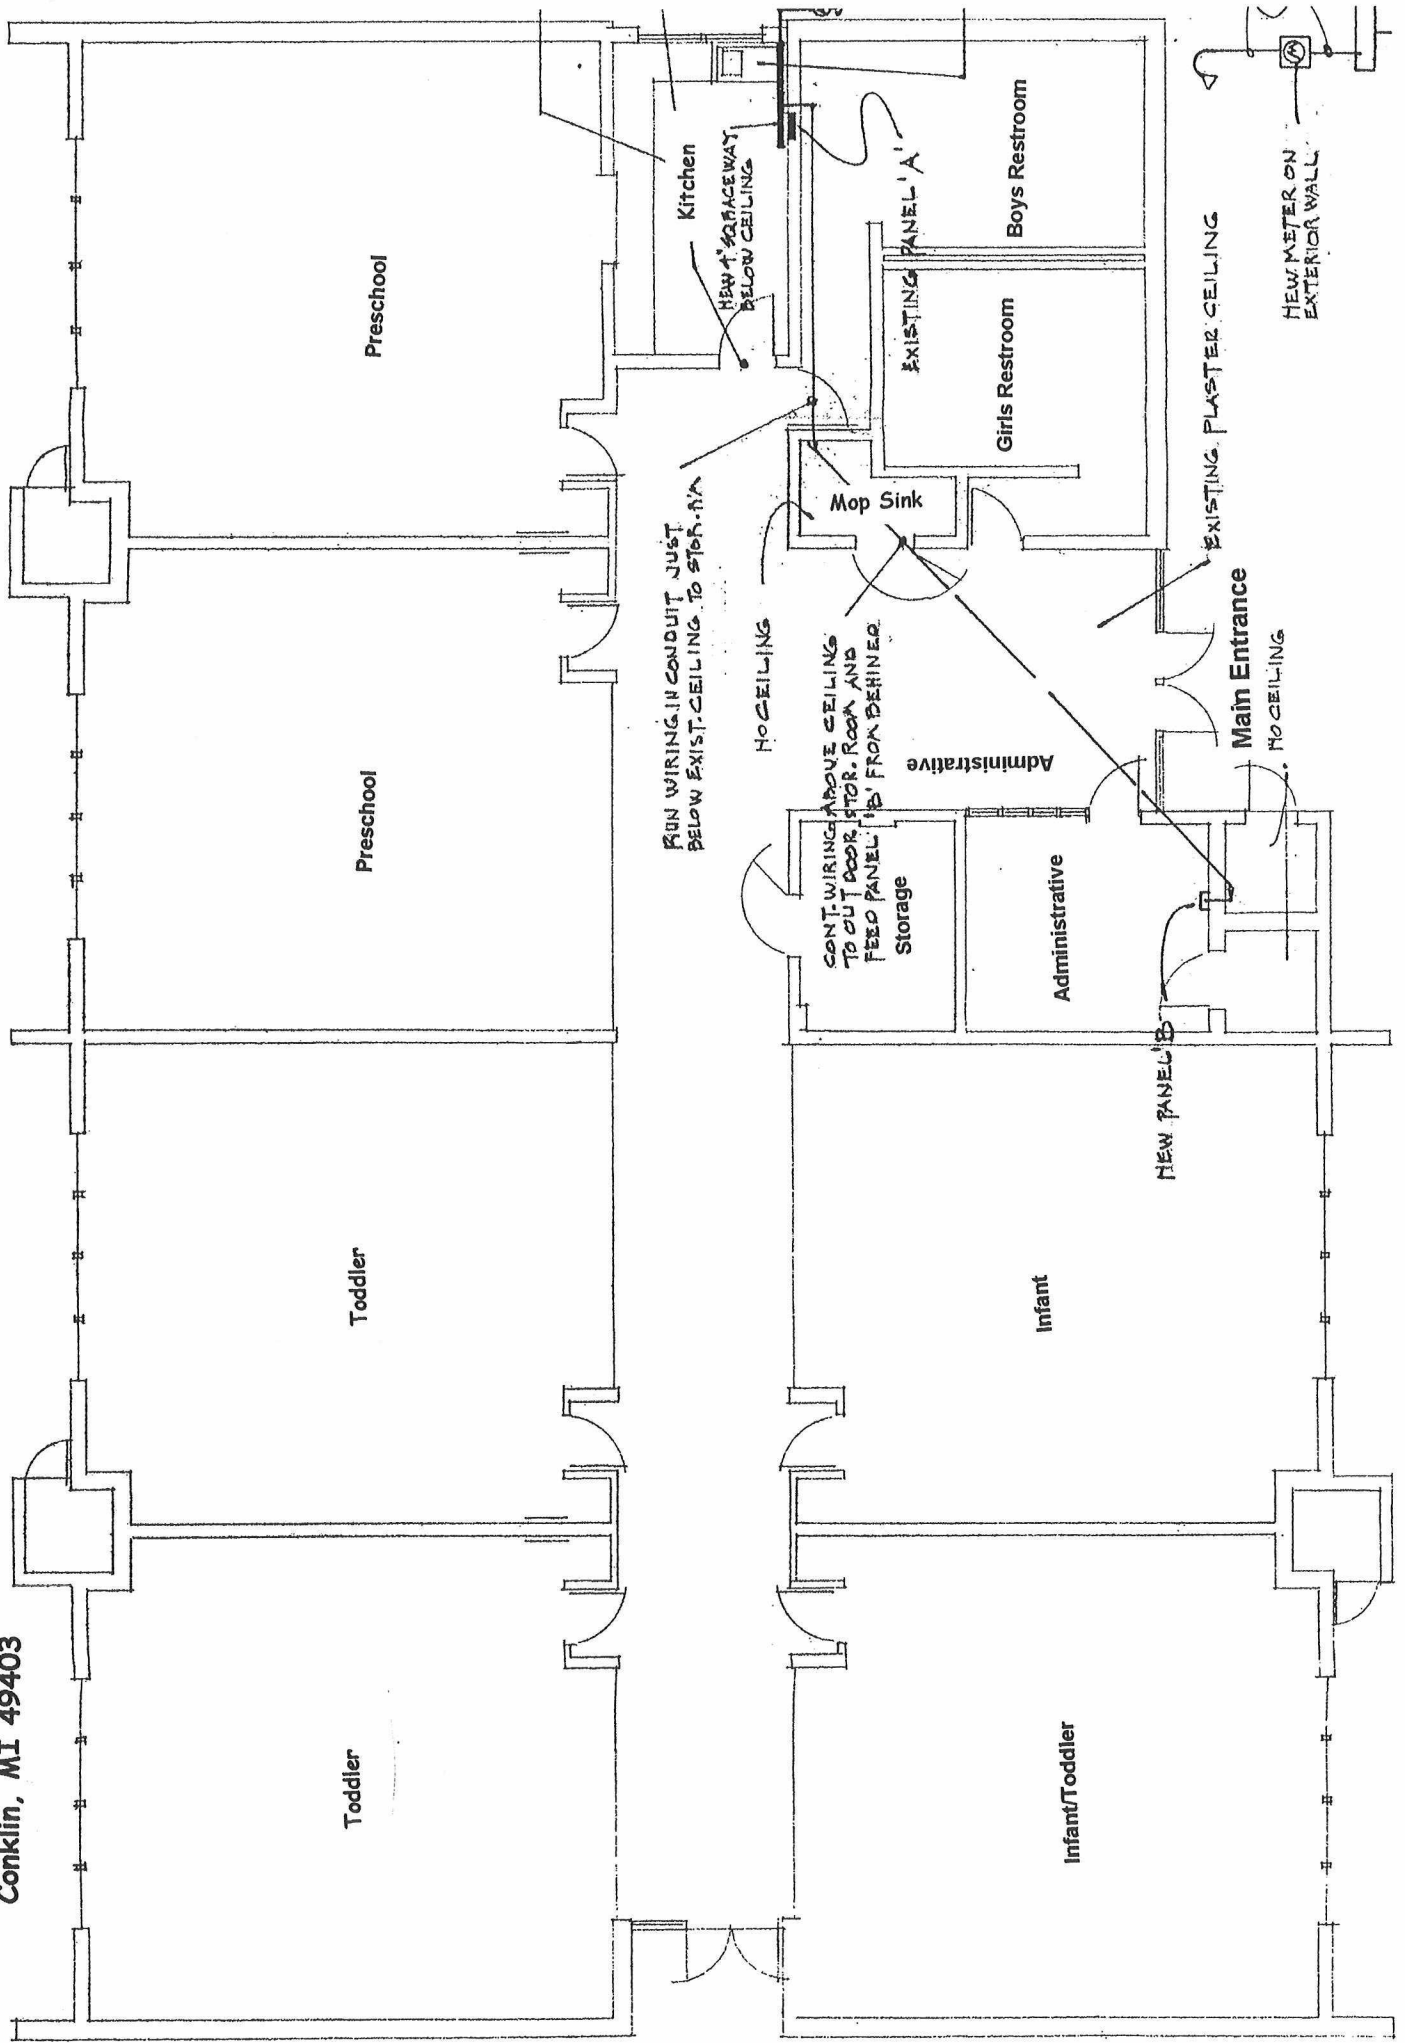 Conklin, MI 49403
Preschool
Preschool
Toddler
Toddler
Kitchen
NEW 4" SQ RACEWAY
BELOW CEILING
EXISTING PANEL 'A'
Boys Restroom
Girls Restroom
Mop Sink
RUN WIRING IN CONDUIT JUST
BELOW EXIST. CEILING TO STOR. R'M
NO CEILING
CONT. WIRING ABOVE CEILING
TO OUTDOOR STOR. ROOM AND
FEED PANEL 'B' FROM BEHIND
Storage
Administrative
Administrative
EXISTING PLASTER CEILING
Main Entrance
NO CEILING
NEW METER ON
EXTERIOR WALL
M
NEW PANEL 'B'
Infant
Infant/Toddler